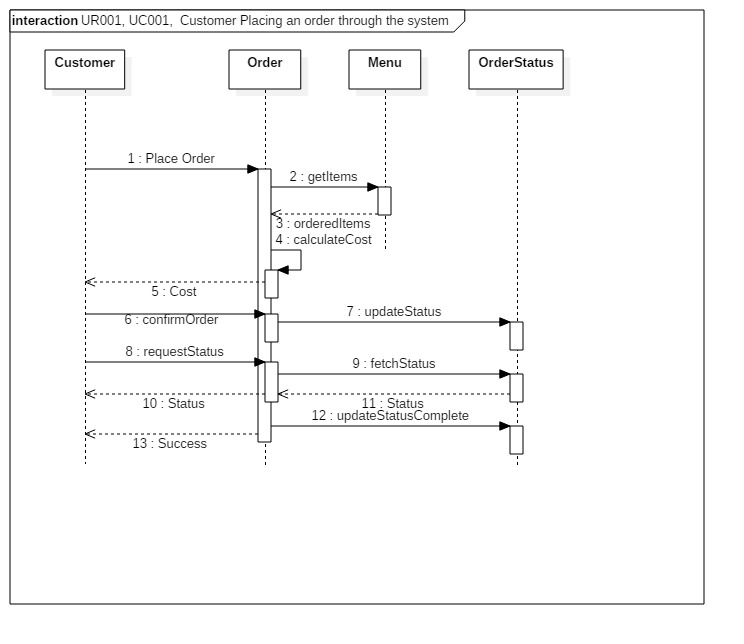 interaction UR001, UC001, Customer Placing an order through the system
Customer
Order
Menu
OrderStatus
1 : Place Order
2 : getItems
3 : orderedItems
4 : calculateCost
5 : Cost
6 : confirmOrder
7 : updateStatus
8 : requestStatus
9 : fetchStatus
10 : Status
11 : Status
12 : updateStatusComplete
13 : Success